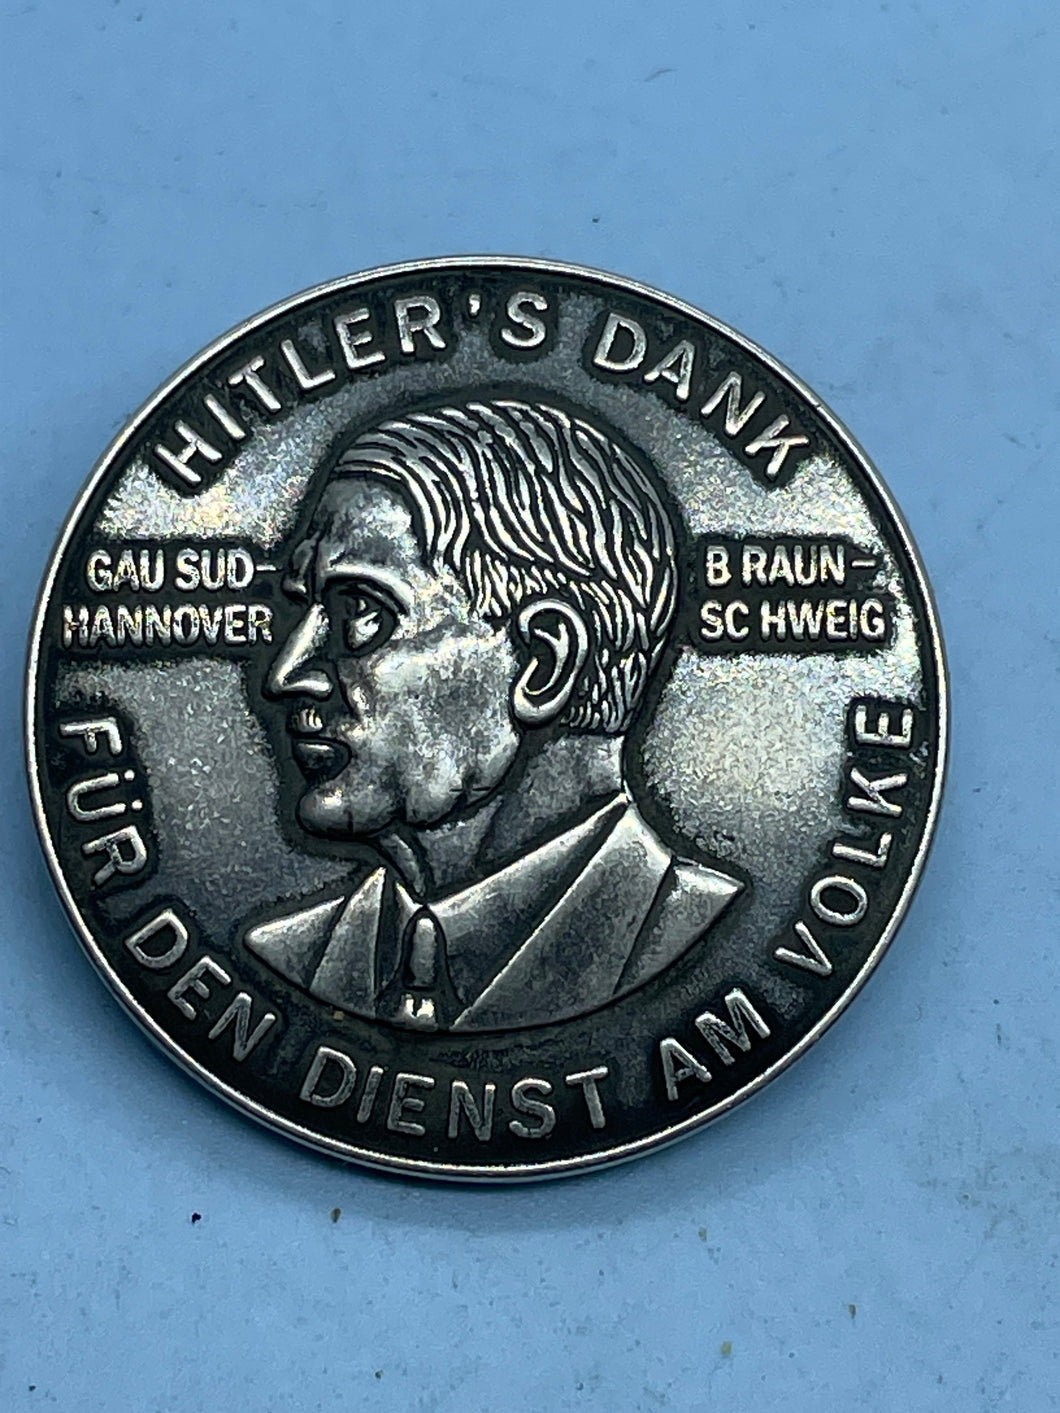 HITLER'S DANK
GAU SUD-
HANNOVER
B RAUN-
SC HWEIG
FÜR DEN DIENST AM VOLKE